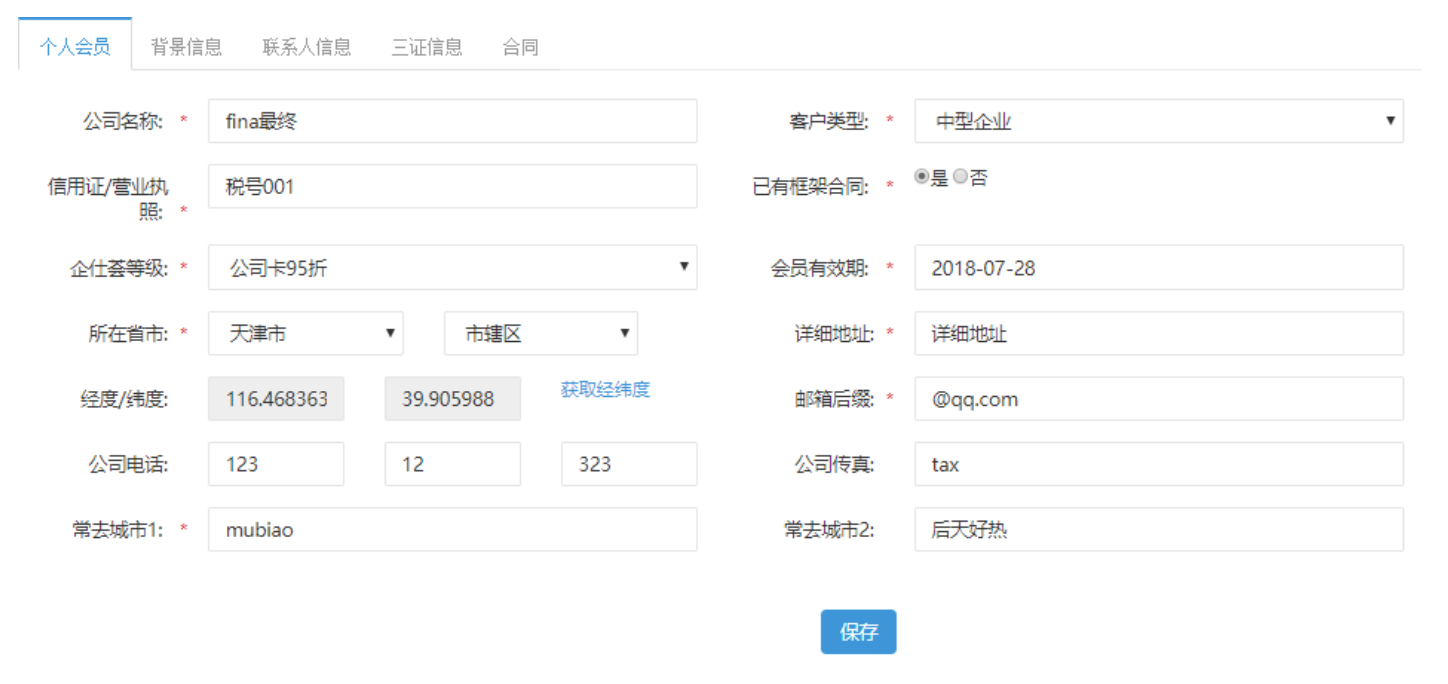 个人会员 背景信息 联系人信息 三证信息 合同
公司名称: * fina最终 客户类型: * 中型企业
信用证/营业执
照: * 税号001 已有框架合同: * 是 否
企仕荟等级: * 公司卡95折 会员有效期: * 2018-07-28
所在省市: * 天津市 市辖区 详细地址: * 详细地址
经度/纬度: 116.468363 39.905988 获取经纬度 邮箱后缀: * @qq.com
公司电话: 123 12 323 公司传真: tax
常去城市1: * mubiao 常去城市2: 后天好热
保存